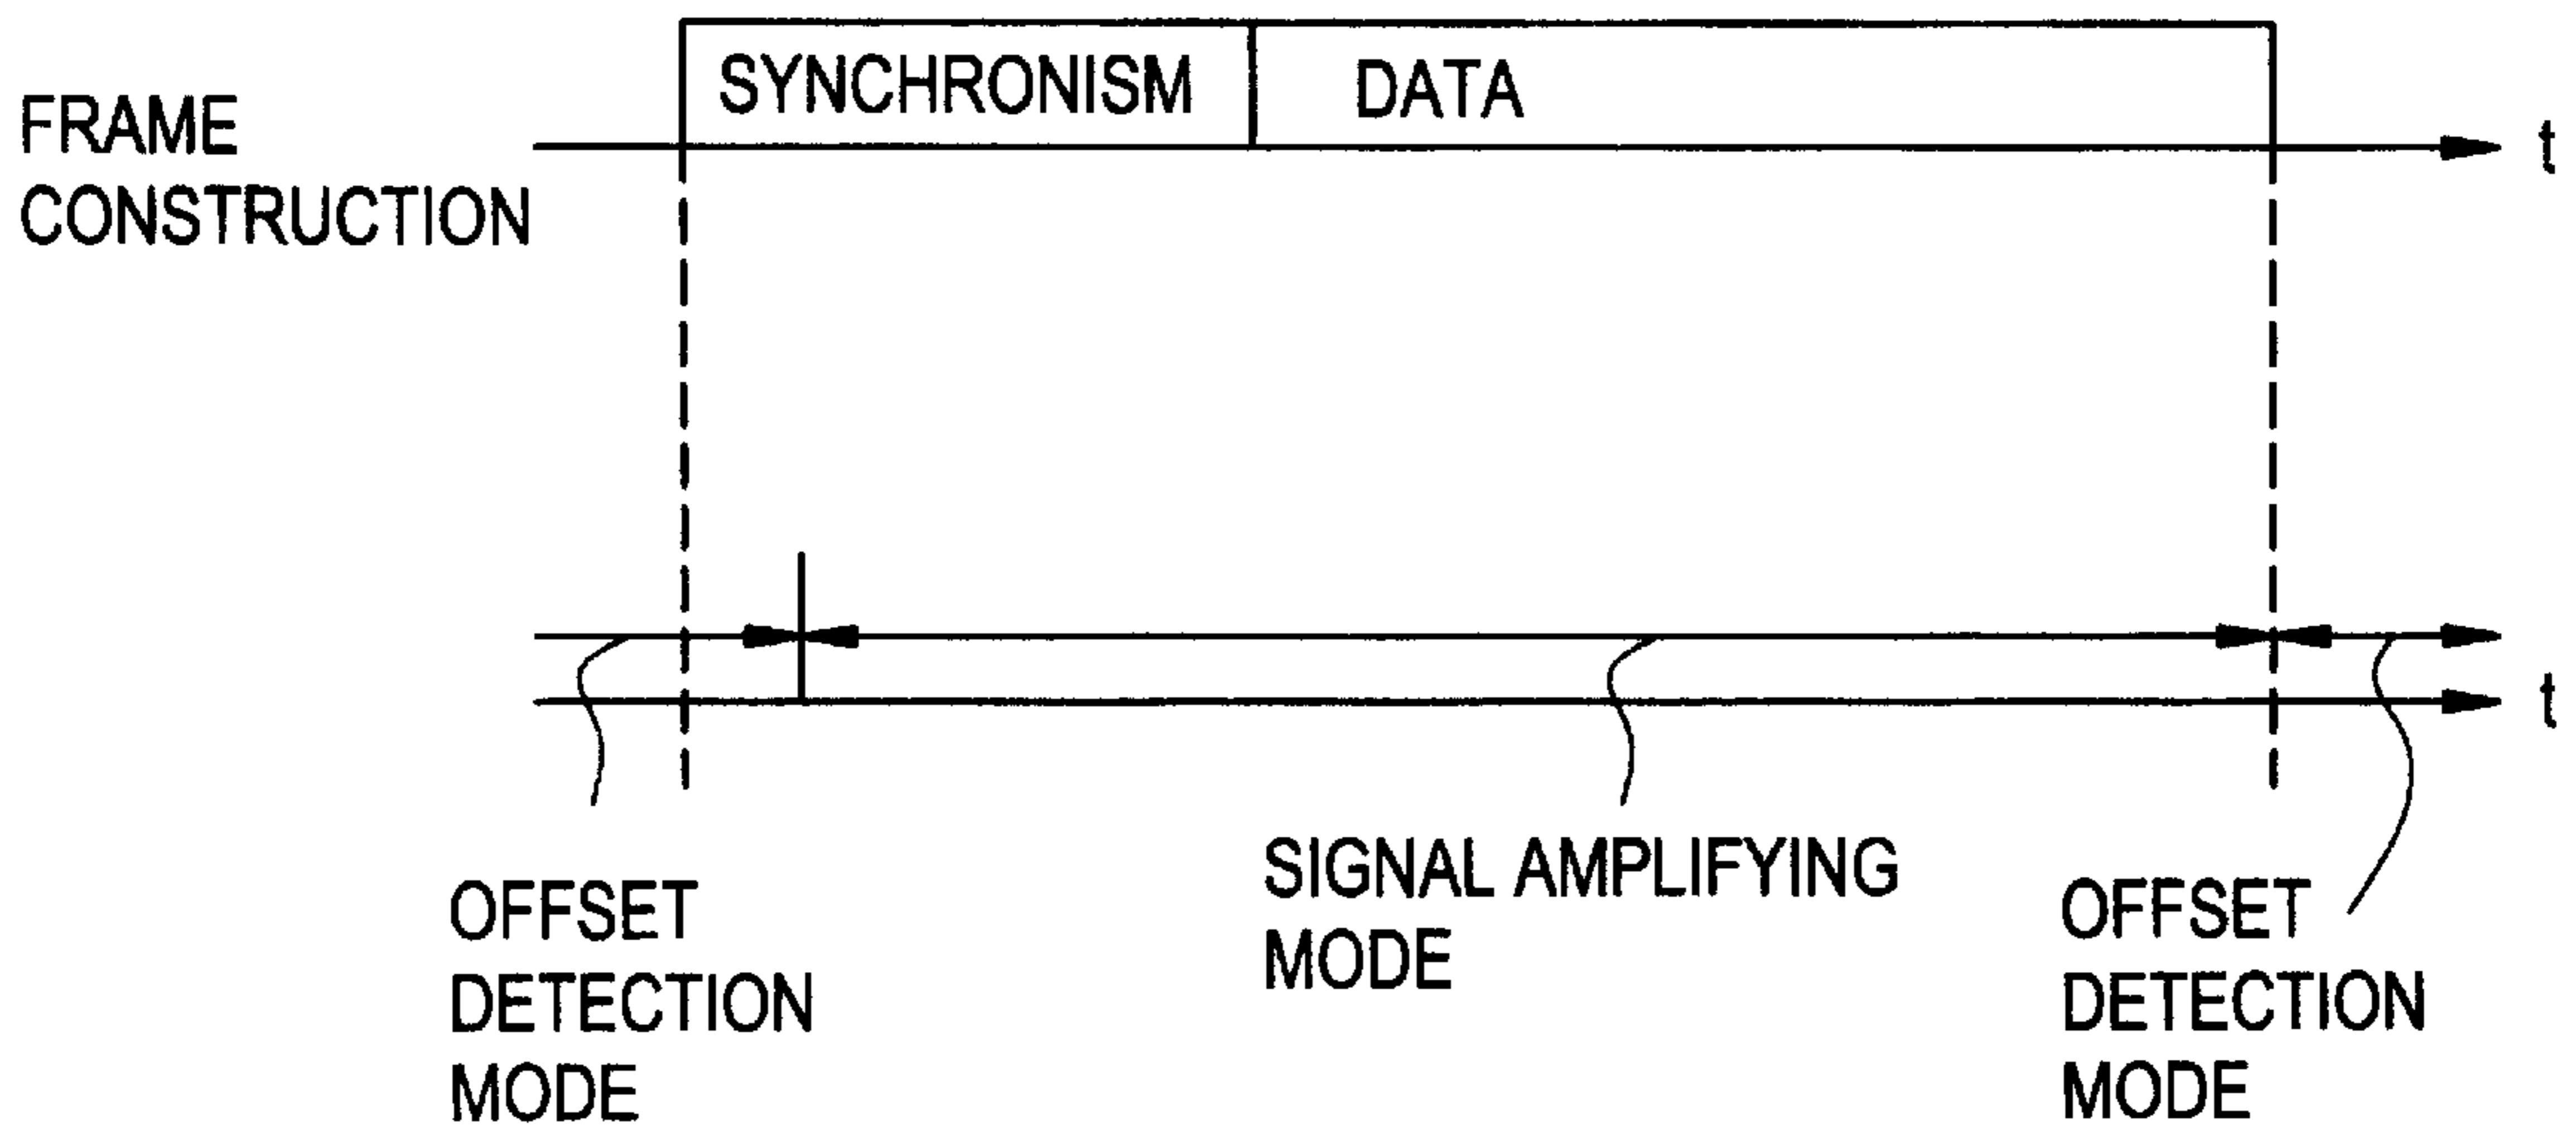 SYNCHRONISM
DATA
FRAME
CONSTRUCTION
t
t
OFFSET
DETECTION
MODE
SIGNAL AMPLIFYING
MODE
OFFSET
DETECTION
MODE